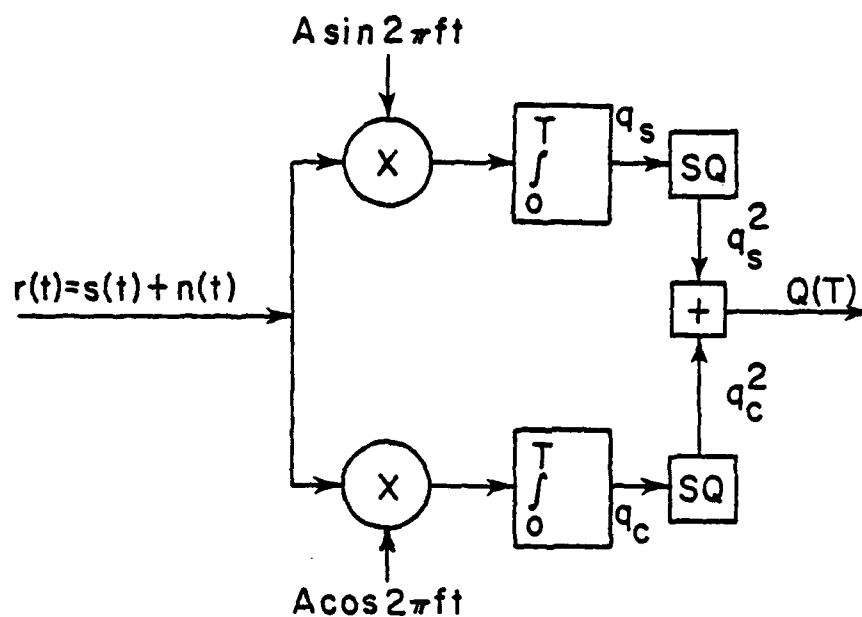 A sin 2πft
X
T
∫
0
q_s
SQ
q_s^2
r(t)=s(t)+n(t)
+
Q(T)
q_c^2
X
T
∫
0
q_c
SQ
A cos 2πft